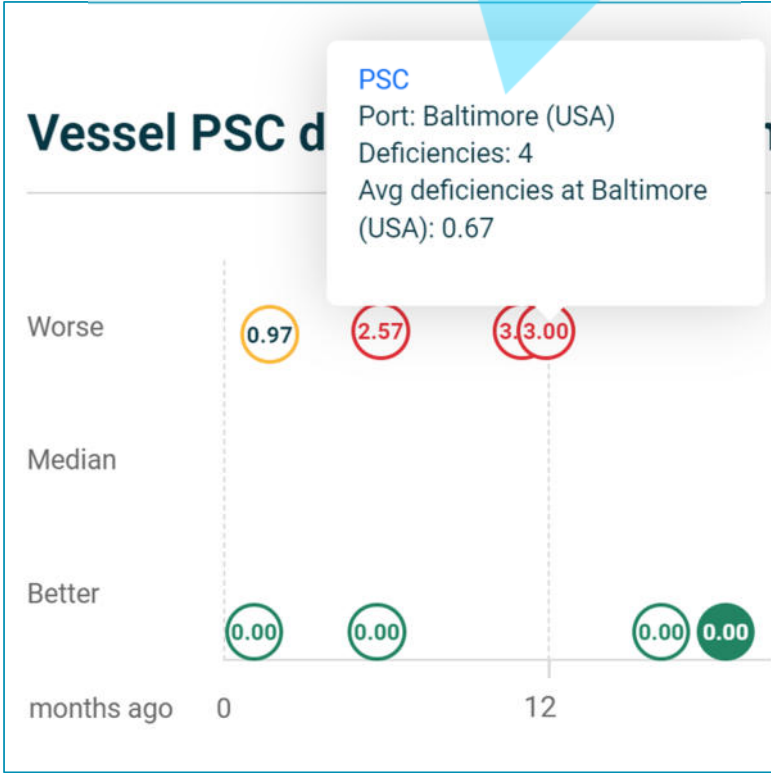 PSC
Port: Baltimore (USA)
Deficiencies: 4
Avg deficiencies at Baltimore
(USA): 0.67
Vessel PSC
Worse
0.97 2.57 3.00
Median
Better
0.00 0.00 0.00 0.00
months ago 0 12